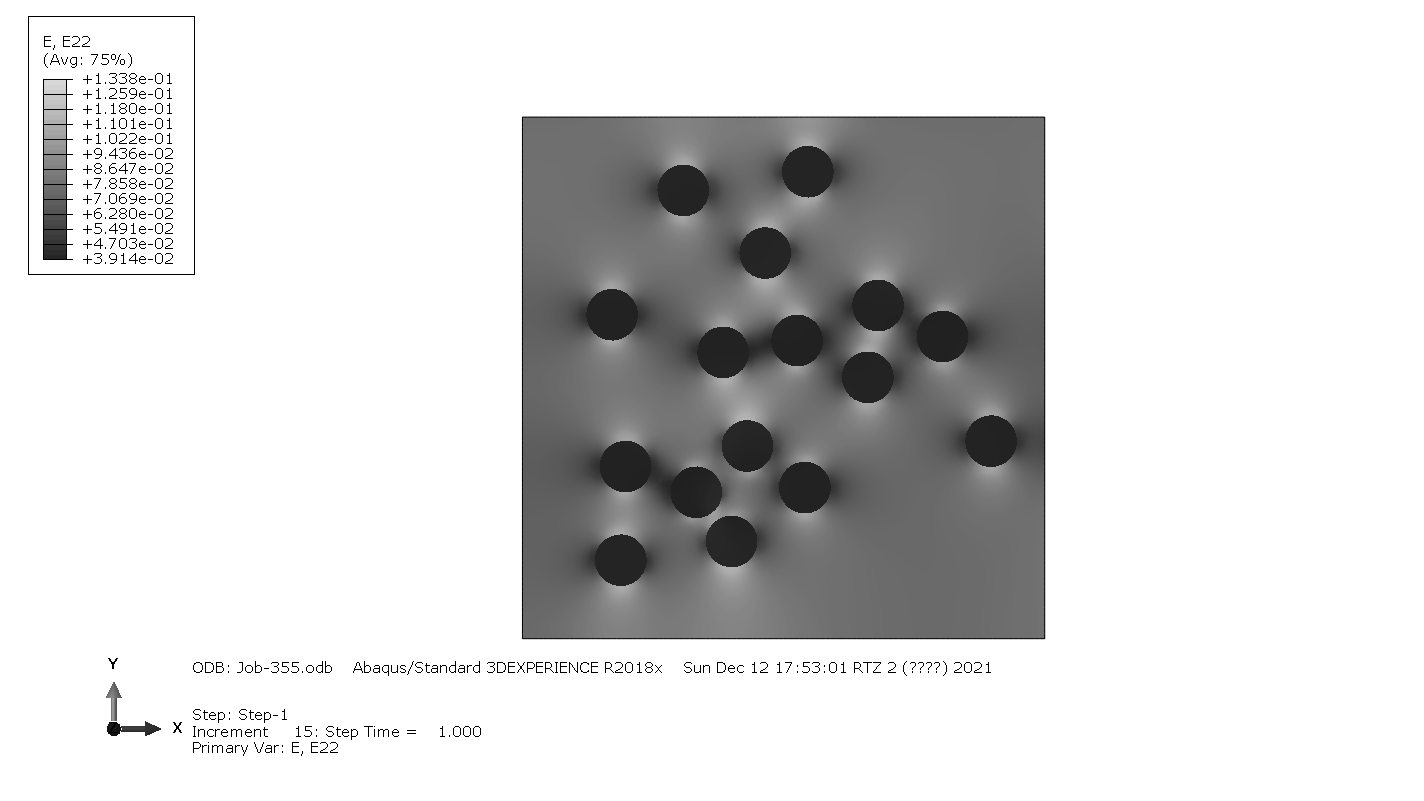 E, E22
(Avg: 75%)
+1.338e-01
+1.259e-01
+1.180e-01
+1.101e-01
+1.022e-01
+9.436e-02
+8.647e-02
+7.858e-02
+7.069e-02
+6.280e-02
+5.491e-02
+4.703e-02
+3.914e-02
Y
X
ODB: Job-355.odb    Abaqus/Standard 3DEXPERIENCE R2018x    Sun Dec 12 17:53:01 RTZ 2 (????) 2021
Step: Step-1
Increment    15: Step Time =    1.000
Primary Var: E, E22